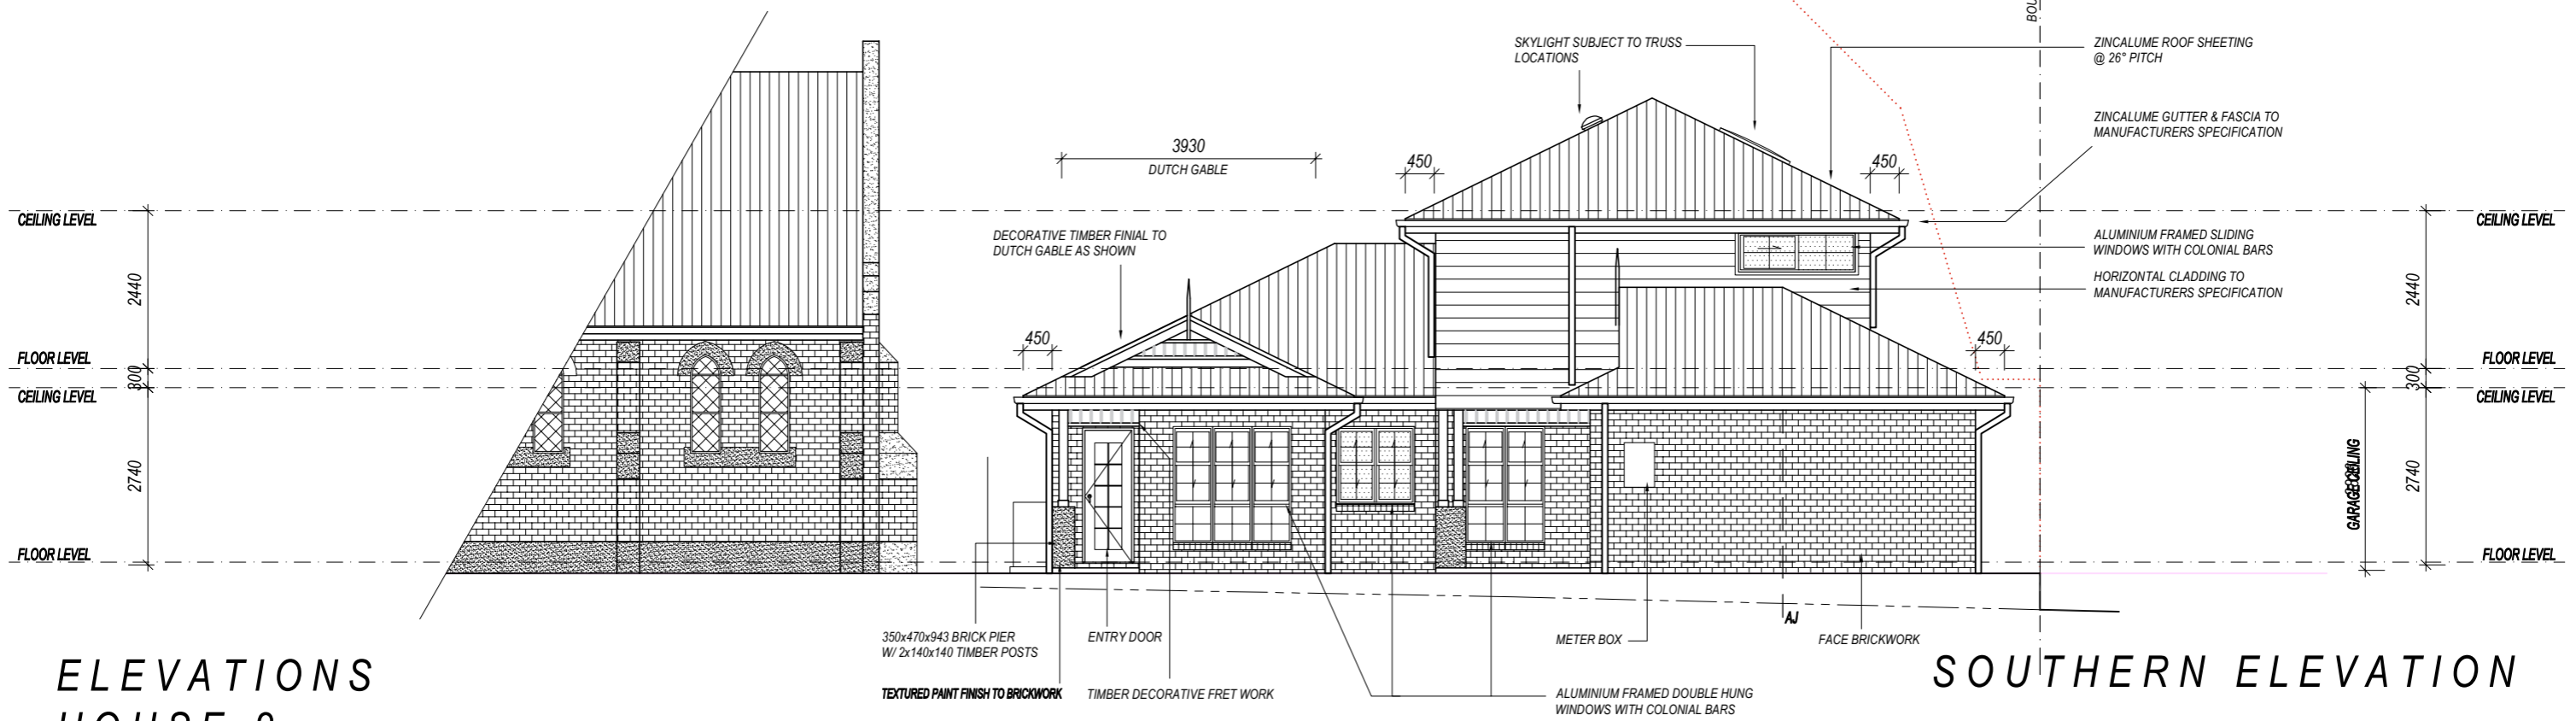 BOU
SKYLIGHT SUBJECT TO TRUSS
LOCATIONS
ZINCALUME ROOF SHEETING
@ 26° PITCH
ZINCALUME GUTTER & FASCIA TO
MANUFACTURERS SPECIFICATION
3930
DUTCH GABLE
450
450
CEILING LEVEL
CEILING LEVEL
DECORATIVE TIMBER FINIAL TO
DUTCH GABLE AS SHOWN
ALUMINIUM FRAMED SLIDING
WINDOWS WITH COLONIAL BARS
HORIZONTAL CLADDING TO
MANUFACTURERS SPECIFICATION
2440
2440
450
450
FLOOR LEVEL
FLOOR LEVEL
300
300
CEILING LEVEL
CEILING LEVEL
2740
GARAGE CEILING
2740
FLOOR LEVEL
FLOOR LEVEL
AJ
350x470x943 BRICK PIER
W/ 2x140x140 TIMBER POSTS
ENTRY DOOR
METER BOX
FACE BRICKWORK
TEXTURED PAINT FINISH TO BRICKWORK
TIMBER DECORATIVE FRET WORK
ALUMINIUM FRAMED DOUBLE HUNG
WINDOWS WITH COLONIAL BARS
ELEVATIONS
SOUTHERN ELEVATION